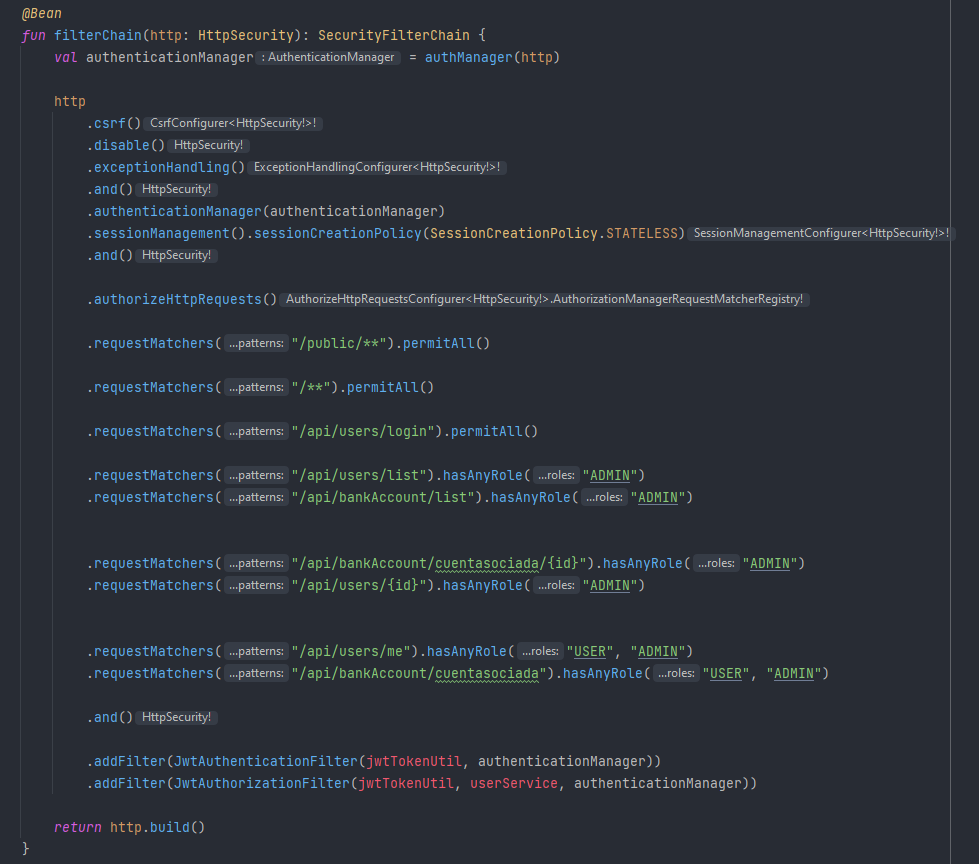 @Bean
fun filterChain(http: HttpSecurity): SecurityFilterChain {
    val authenticationManager : AuthenticationManager = authManager(http)
    http
        .csrf() CsrfConfigurer<HttpSecurity!>!
        .disable() HttpSecurity!
        .exceptionHandling() ExceptionHandlingConfigurer<HttpSecurity!>!
        .and() HttpSecurity!
        .authenticationManager(authenticationManager)
        .sessionManagement().sessionCreationPolicy(SessionCreationPolicy.STATELESS) SessionManagementConfigurer<HttpSecurity!>!
        .and() HttpSecurity!
        .authorizeHttpRequests() AuthorizeHttpRequestsConfigurer<HttpSecurity!>.AuthorizationManagerRequestMatcherRegistry!
        .requestMatchers( ...patterns: "/public/**").permitAll()
        .requestMatchers( ...patterns: "/**").permitAll()
        .requestMatchers( ...patterns: "/api/users/login").permitAll()
        .requestMatchers( ...patterns: "/api/users/list").hasAnyRole( ...roles: "ADMIN")
        .requestMatchers( ...patterns: "/api/bankAccount/list").hasAnyRole( ...roles: "ADMIN")
        .requestMatchers( ...patterns: "/api/bankAccount/cuentasociada/{id}").hasAnyRole( ...roles: "ADMIN")
        .requestMatchers( ...patterns: "/api/users/{id}").hasAnyRole( ...roles: "ADMIN")
        .requestMatchers( ...patterns: "/api/users/me").hasAnyRole( ...roles: "USER", "ADMIN")
        .requestMatchers( ...patterns: "/api/bankAccount/cuentasociada").hasAnyRole( ...roles: "USER", "ADMIN")
        .and() HttpSecurity!
        .addFilter(JwtAuthenticationFilter(jwtTokenUtil, authenticationManager))
        .addFilter(JwtAuthorizationFilter(jwtTokenUtil, userService, authenticationManager))
    return http.build()
}